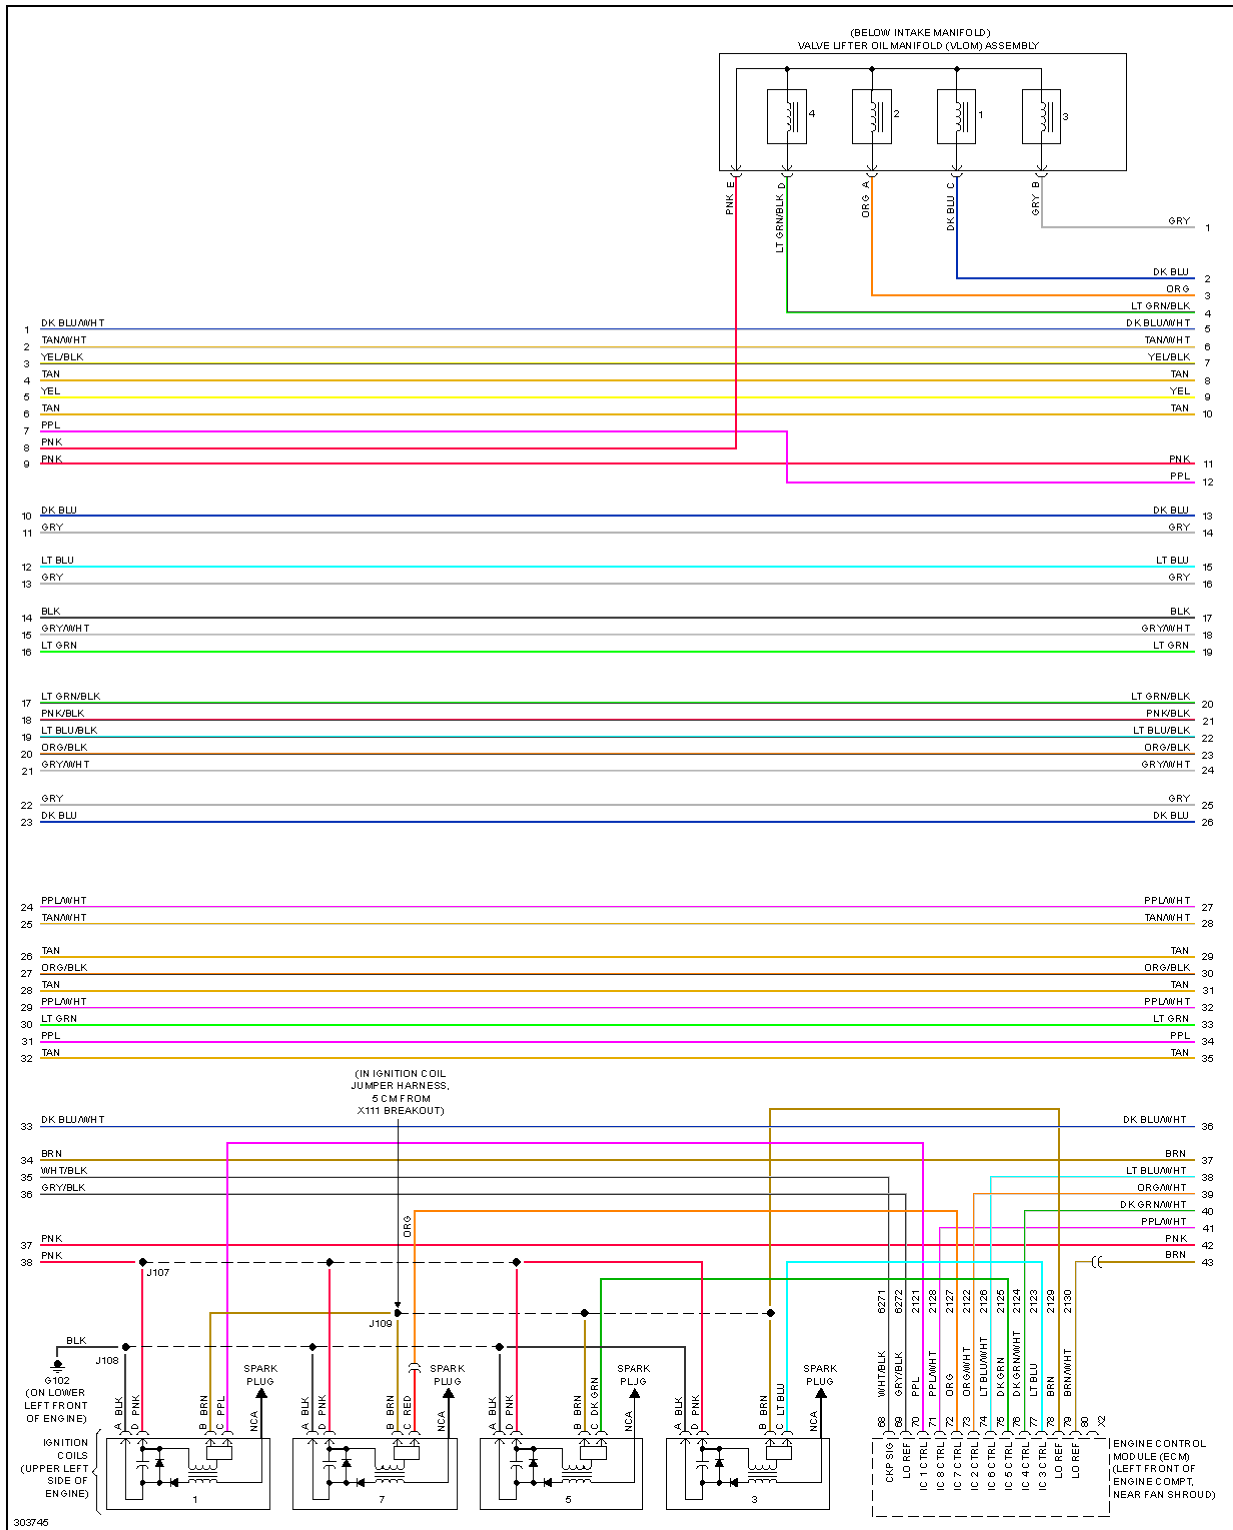 (BELOW INTAKE MANIFOLD)
VALVE LIFTER OIL MANIFOLD (VLOM) ASSEMBLY
4 2 1 3
PNK E
LT GRN/BLK D
ORG A
DK BLU C
GRY B
GRY 1
DK BLU 2
ORG 3
LT GRN/BLK 4
1 DK BLU/WHT DK BLU/WHT 5
2 TAN/WHT TAN/WHT 6
3 YEL/BLK YEL/BLK 7
4 TAN TAN 8
5 YEL YEL 9
6 TAN TAN 10
7 PPL
8 PNK
9 PNK PNK 11
PPL 12
10 DK BLU DK BLU 13
11 GRY GRY 14
12 LT BLU LT BLU 15
13 GRY GRY 16
14 BLK BLK 17
15 GRY/WHT GRY/WHT 18
16 LT GRN LT GRN 19
17 LT GRN/BLK LT GRN/BLK 20
18 PNK/BLK PNK/BLK 21
19 LT BLU/BLK LT BLU/BLK 22
20 ORG/BLK ORG/BLK 23
21 GRY/WHT GRY/WHT 24
22 GRY GRY 25
23 DK BLU DK BLU 26
24 PPL/WHT PPL/WHT 27
25 TAN/WHT TAN/WHT 28
26 TAN TAN 29
27 ORG/BLK ORG/BLK 30
28 TAN TAN 31
29 PPL/WHT PPL/WHT 32
30 LT GRN LT GRN 33
31 PPL PPL 34
32 TAN TAN 35
(IN IGNITION COIL
JUMPER HARNESS,
5 CM FROM
X111 BREAKOUT)
33 DK BLU/WHT DK BLU/WHT 36
34 BRN BRN 37
35 WHT/BLK LT BLU/WHT 38
36 GRY/BLK ORG/WHT 39
DK GRN/WHT 40
PPL/WHT 41
37 PNK PNK 42
38 PNK BRN 43
ORG
J107
J109
J108
BLK
G102
(ON LOWER
LEFT FRONT
OF ENGINE)
A BLK
D PNK
B BRN
C PPL
SPARK
PLUG
NCA
A BLK
D PNK
B BRN
C RED
SPARK
PLUG
NCA
A BLK
D PNK
B BRN
C DK GRN
SPARK
PLJG
NCA
A BLK
D PNK
B BRN
C LT BLU
SPARK
PLUG
NCA
IGNITION
COILS
(UPPER LEFT
SIDE OF
ENGINE)
1 7 5 3
6271 WHT/BLK 68 CKP SIG
6272 GRY/BLK 69 LO REF
2121 PPL 70 IC 1 CTRL
2128 PPL/WHT 71 IC 8 CTRL
2127 ORG 72 IC 7 CTRL
2122 ORG/WHT 73 IC 2 CTRL
2126 LT BLU/WHT 74 IC 6 CTRL
2125 DK GRN 75 IC 5 CTRL
2124 DK GRN/WHT 76 IC 4 CTRL
2123 LT BLU 77 IC 3 CTRL
2129 BRN 78 LO REF
2130 BRN/WHT 79 LO REF
80
X2
ENGINE CONTROL
MODULE (ECM)
(LEFT FRONT OF
ENGINE COMPT,
NEAR FAN SHROUD)
303745